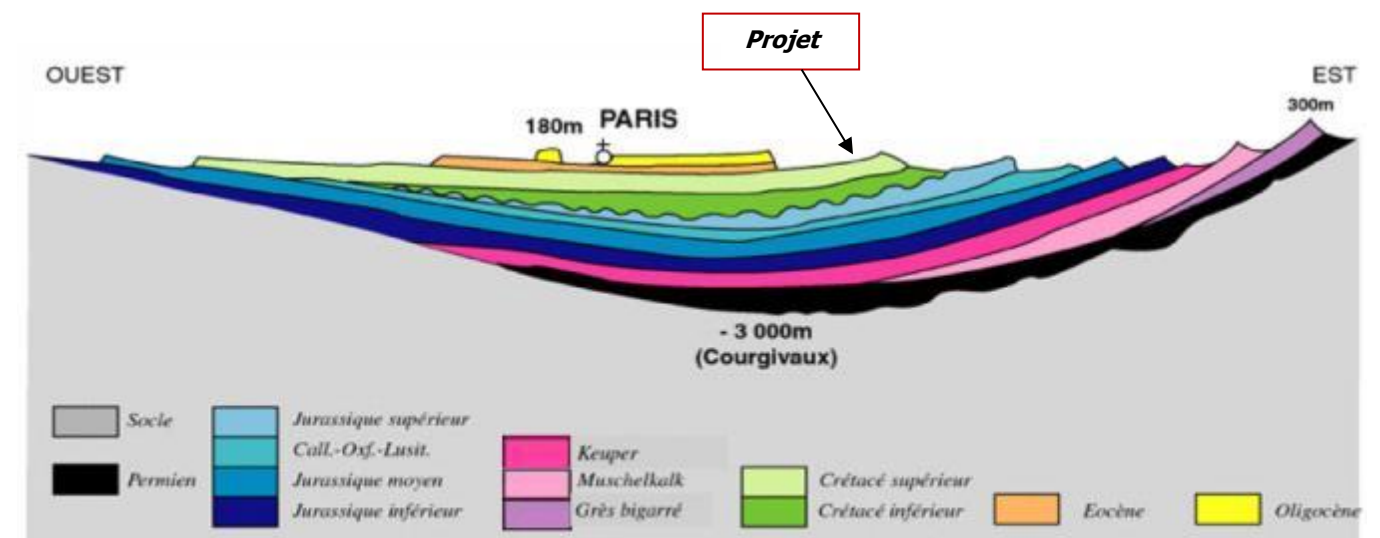 Projet
OUEST
EST
300m
180m PARIS
- 3 000m
(Courgivaux)
Socle
Permien
Jurassique supérieur
Call.-Oxf.-Lusit.
Jurassique moyen
Jurassique inférieur
Keuper
Muschelkalk
Grès bigarré
Crétacé supérieur
Crétacé inférieur
Eocène
Oligocène